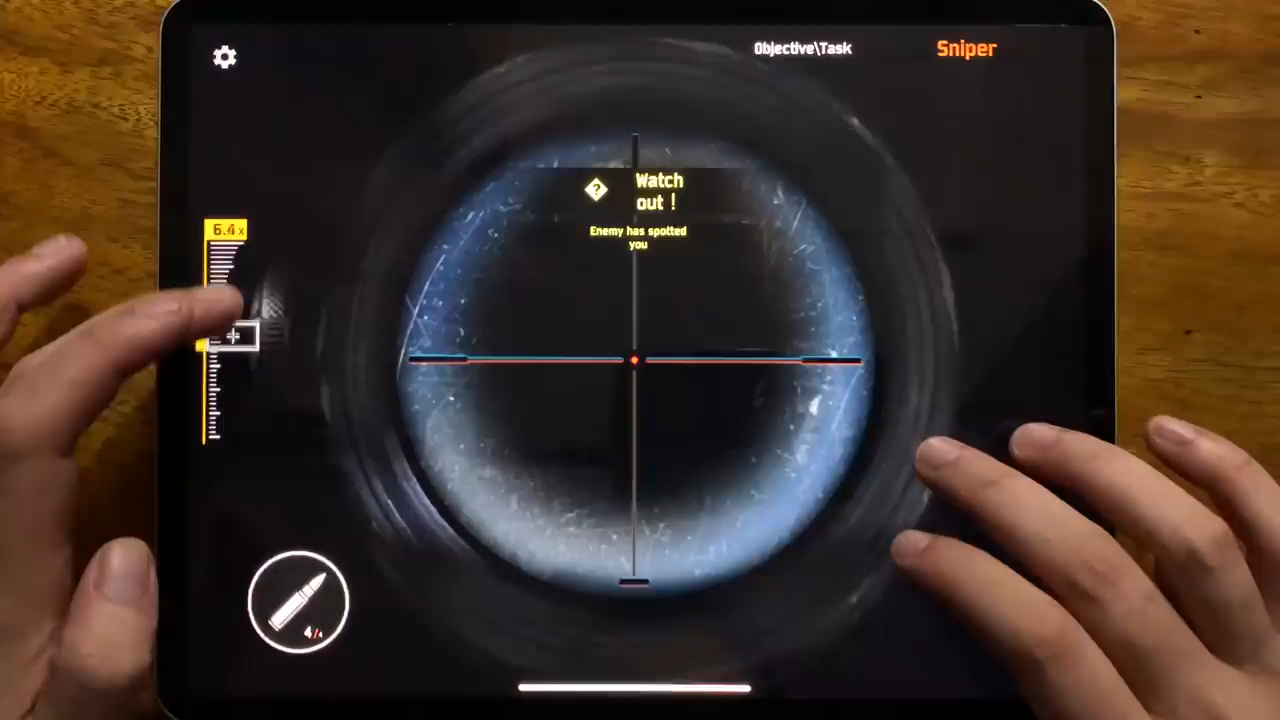 Objective\Task
Sniper
Watch
out !
Enemy has spotted
you
6.4x
4/4